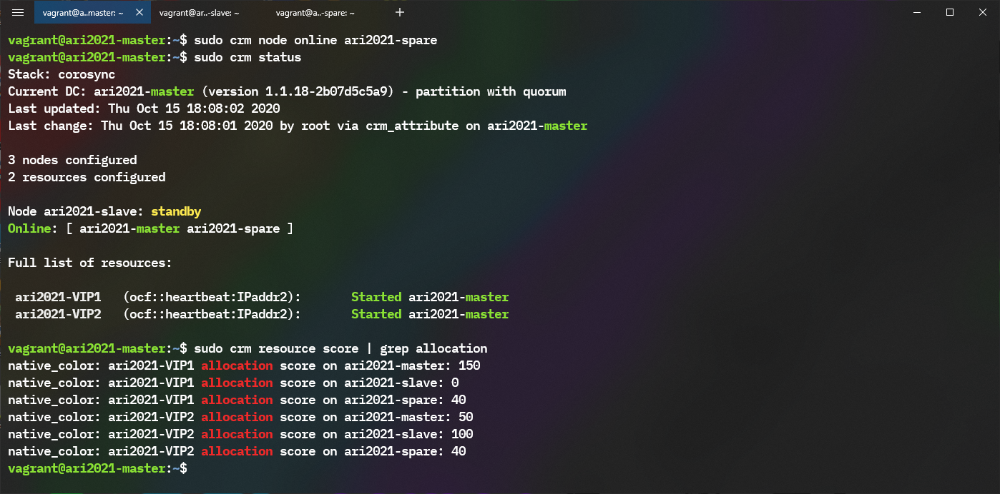 vagrant@a..master: ~
vagrant@ar..-slave: ~
vagrant@a..-spare: ~
vagrant@ari2021-master:~$ sudo crm node online ari2021-spare
vagrant@ari2021-master:~$ sudo crm status
Stack: corosync
Current DC: ari2021-master (version 1.1.18-2b07d5c5a9) - partition with quorum
Last updated: Thu Oct 15 18:08:02 2020
Last change: Thu Oct 15 18:08:01 2020 by root via crm_attribute on ari2021-master
3 nodes configured
2 resources configured
Node ari2021-slave: standby
Online: [ ari2021-master ari2021-spare ]
Full list of resources:
ari2021-VIP1 (ocf::heartbeat:IPaddr2): Started ari2021-master
ari2021-VIP2 (ocf::heartbeat:IPaddr2): Started ari2021-master
vagrant@ari2021-master:~$ sudo crm resource score | grep allocation
native_color: ari2021-VIP1 allocation score on ari2021-master: 150
native_color: ari2021-VIP1 allocation score on ari2021-slave: 0
native_color: ari2021-VIP1 allocation score on ari2021-spare: 40
native_color: ari2021-VIP2 allocation score on ari2021-master: 50
native_color: ari2021-VIP2 allocation score on ari2021-slave: 100
native_color: ari2021-VIP2 allocation score on ari2021-spare: 40
vagrant@ari2021-master:~$